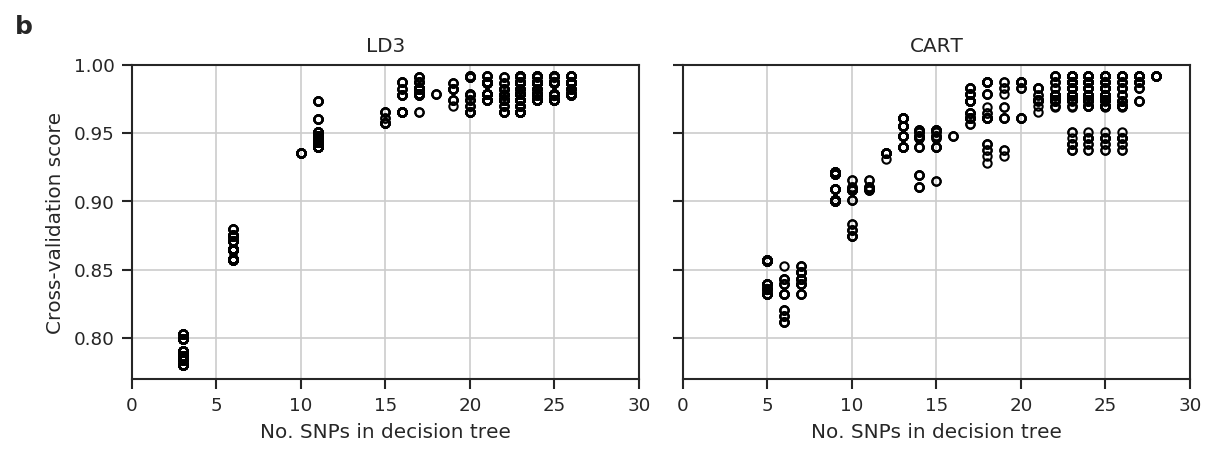 b
LD3 CART
1.00
0.95
0.90
0.85
0.80
Cross-validation score
0 5 10 15 20 25 30 0 5 10 15 20 25 30
No. SNPs in decision tree No. SNPs in decision tree